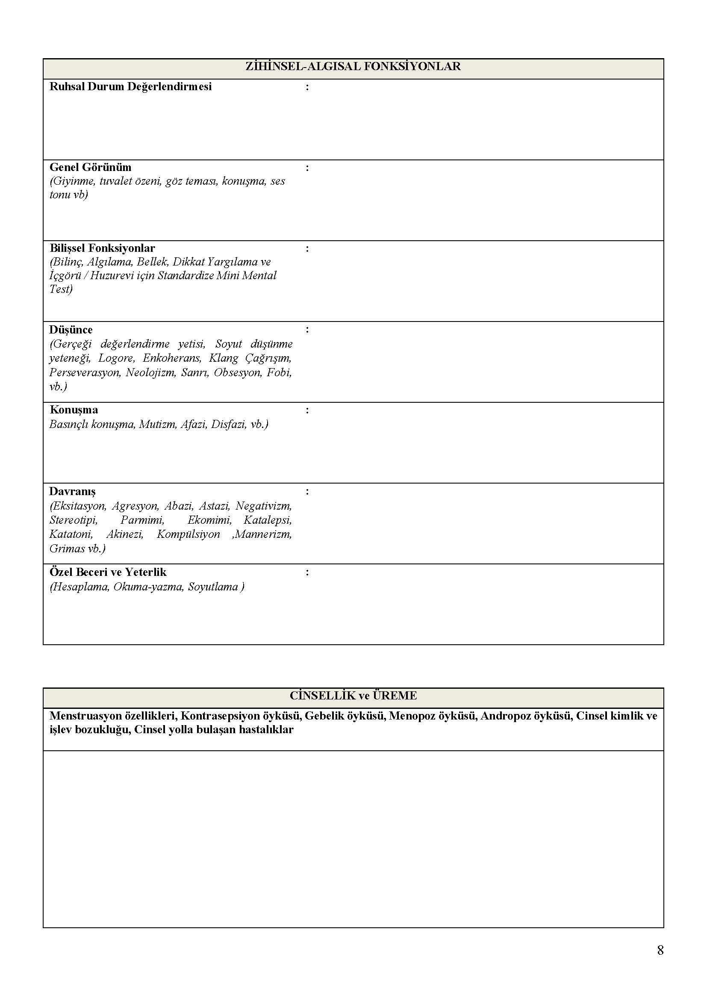 ZİHİNSEL-ALGISAL FONKSİYONLAR
Ruhsal Durum Değerlendirmesi :
Genel Görünüm :
(Giyinme, tuvalet özeni, göz teması, konuşma, ses
tonu vb)
Bilişsel Fonksiyonlar :
(Bilinç, Algılama, Bellek, Dikkat Yargılama ve
İçgörü / Huzurevi için Standardize Mini Mental
Test)
Düşünce :
(Gerçeği değerlendirme yetisi, Soyut düşünme
yeteneği, Logore, Enkoherans, Klang Çağrışım,
Perseverasyon, Neolojizm, Sanrı, Obsesyon, Fobi,
vb.)
Konuşma :
Basınçlı konuşma, Mutizm, Afazi, Disfazi, vb.)
Davranış :
(Eksitasyon, Agresyon, Abazi, Astazi, Negativizm,
Stereotipi, Parmimi, Ekomimi, Katalepsi,
Katatoni, Akinezi, Kompülsiyon ,Mannerizm,
Grimas vb.)
Özel Beceri ve Yeterlik :
(Hesaplama, Okuma-yazma, Soyutlama )
CİNSELLİK ve ÜREME
Menstruasyon özellikleri, Kontrasepsiyon öyküsü, Gebelik öyküsü, Menopoz öyküsü, Andropoz öyküsü, Cinsel kimlik ve
işlev bozukluğu, Cinsel yolla bulaşan hastalıklar
8